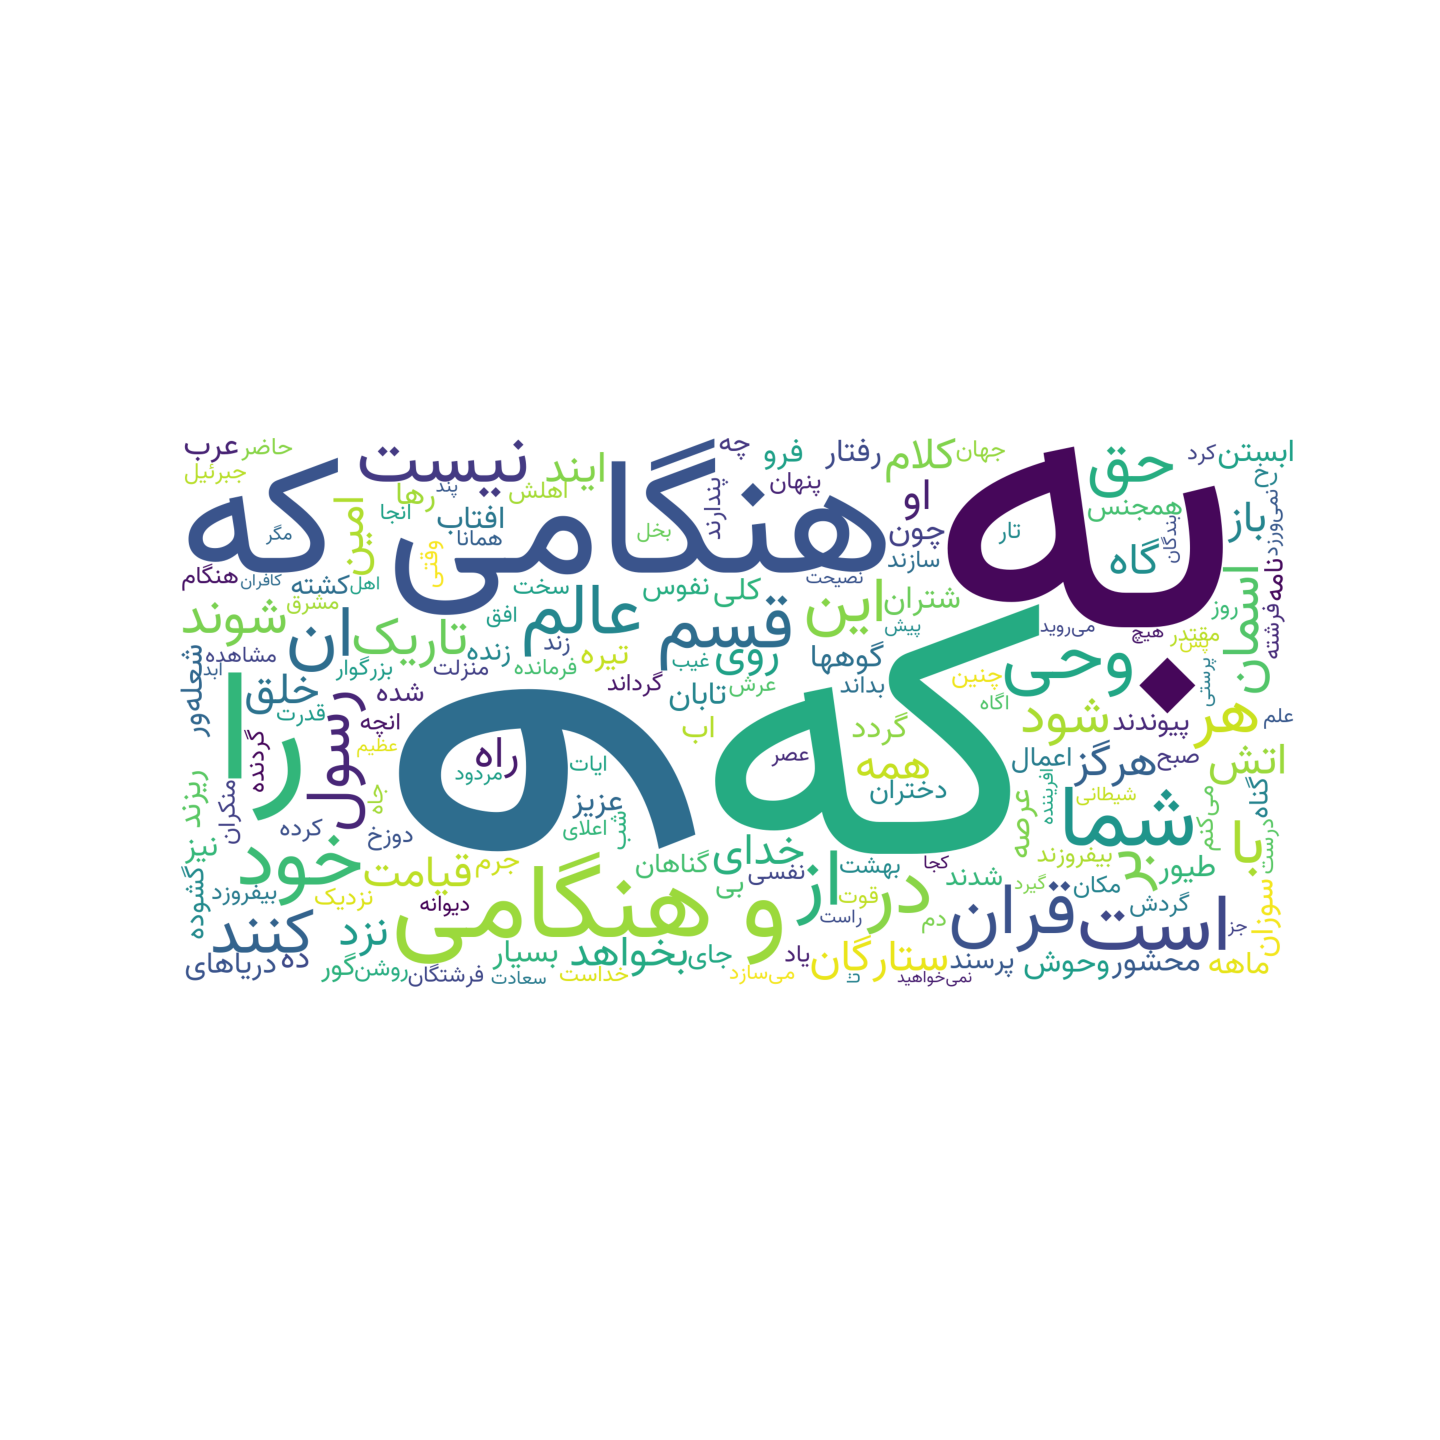 به
که
و
هنگامی که
و هنگامی
را
است
قران
شما
خود
از
در
این
عالم
قسم
ان
نیست
حق
وحی
هر
با
بر
رسول
کنند
شوند
تاریک
شود
اسمان
اتش
همه
هرگز
خدای
قیامت
نزد
بخواهد
ستارگان
روی
خلق
کلام
ایند
امین
او
باز
گاه
چون
راه
عرب
حاضر
جبرئیل
رها
پند
اهلش
انجا
افتاب
همانا
وقتی
مگر
هنگام
کافران
کشته
اهل
مشرق
چه
فرو
رفتار
جهان
پنهان
پندارند
بخل
تار
سازند
نصیحت
ابستن
کرد
همجنس
بندگان
نمی‌ورزد
نامه
فرشته
روز
مقتدر
پس
هیچ
می‌روید
پیش
شتران
کلی
نفوس
سخت
افق
زند
زنده
فرمانده
تیره
غیب
منزلت
بزرگوار
مشاهده
ابد
شعله‌ور
قدرت
شده
انچه
عظیم
گردنده
گرداند
تابان
عرش
گوهها
بداند
چنین
اگاه
پیوندند
پرستی
علم
صبح
اعمال
گردد
اب
عصر
دختران
افریننده
شیطانی
می‌کنم
گناه
درست
بیفروزند
عرصه
طیور
مکان
گردش
سوزان
جز
ماهه
محشور
وحوش
پرسند
نمی‌خواهید
دم
شدند
کجا
گیرد
بهشت
قوت
راست
نفسی
بی
گناهان
جای
یاد
می‌سازد
بسیار
خداست
سعادت
فرشتگان
روشن
گور
ده
دریاهای
نزدیک
دیوانه
جرم
بیفروزد
گشوده
نیز
ریزند
منکران
کرده
دوزخ
جاه
مردود
ایات
عزیز
اعلای
شب